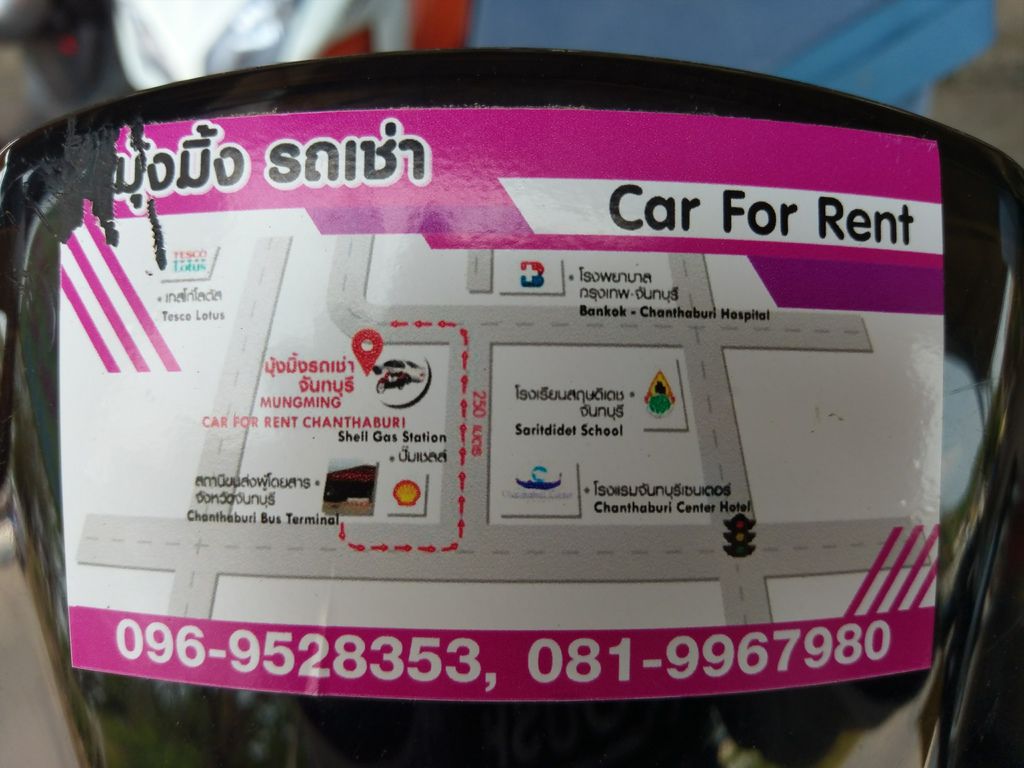 มุ้งมิ้ง รถเช่า
Car For Rent
TESCO
Lotus
• เทสโก้โลตัส
Tesco Lotus
• โรงพยาบาล
กรุงเทพ-จันทบุรี
Bankok - Chanthaburi Hospital
มุ้งมิ้งรถเช่า
จันทบุรี
MUNGMING
CAR FOR RENT CHANTHABURI
250 เมตร
โรงเรียนสฤษดิเดช •
จันทบุรี
Saritdidet School
Shell Gas Station
• ปั๊มเชลล์
สถานีขนส่งผู้โดยสาร •
จังหวัดจันทบุรี
Chanthaburi Bus Terminal
• โรงแรมจันทบุรีเซนเตอร์
Chanthaburi Center Hotel
096-9528353, 081-9967980